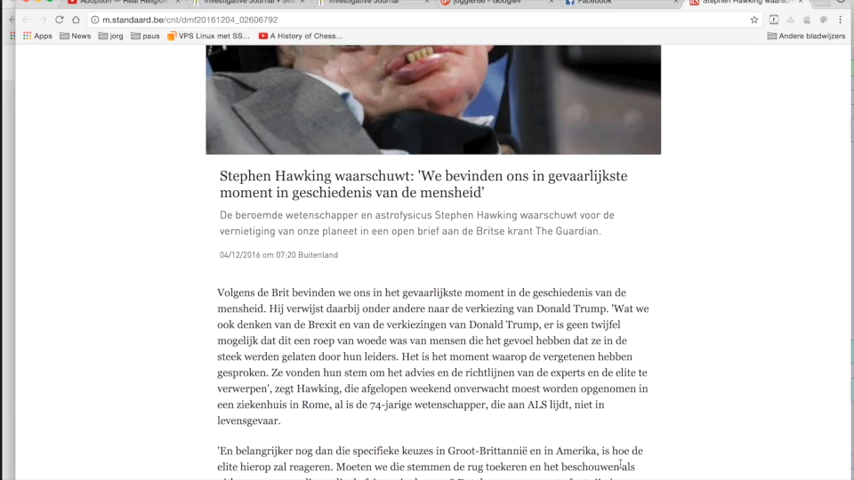 Adoption — Real Religion
Investigative Journal
Investigative Journal
Google+
Facebook
Stephen Hawking waarsch
m.standaard.be/cnt/dmf20161204_02606792
Apps News jorg paus VPS Linux met SS... A History of Chess... Andere bladwijzers
Stephen Hawking waarschuwt: 'We bevinden ons in gevaarlijkste
moment in geschiedenis van de mensheid'
De beroemde wetenschapper en astrofysicus Stephen Hawking waarschuwt voor de
vernietiging van onze planeet in een open brief aan de Britse krant The Guardian.
04/12/2016 om 07:20 Buitenland
Volgens de Brit bevinden we ons in het gevaarlijkste moment in de geschiedenis van de
mensheid. Hij verwijst daarbij onder andere naar de verkiezing van Donald Trump. 'Wat we
ook denken van de Brexit en van de verkiezingen van Donald Trump, er is geen twijfel
mogelijk dat dit een roep van woede was van mensen die het gevoel hebben dat ze in de
steek werden gelaten door hun leiders. Het is het moment waarop de vergetenen hebben
gesproken. Ze vonden hun stem om het advies en de richtlijnen van de experts en de elite te
verwerpen', zegt Hawking, die afgelopen weekend onverwacht moest worden opgenomen in
een ziekenhuis in Rome, al is de 74-jarige wetenschapper, die aan ALS lijdt, niet in
levensgevaar.
'En belangrijker nog dan die specifieke keuzes in Groot-Brittannië en in Amerika, is hoe de
elite hierop zal reageren. Moeten we die stemmen de rug toekeren en het beschouwen als